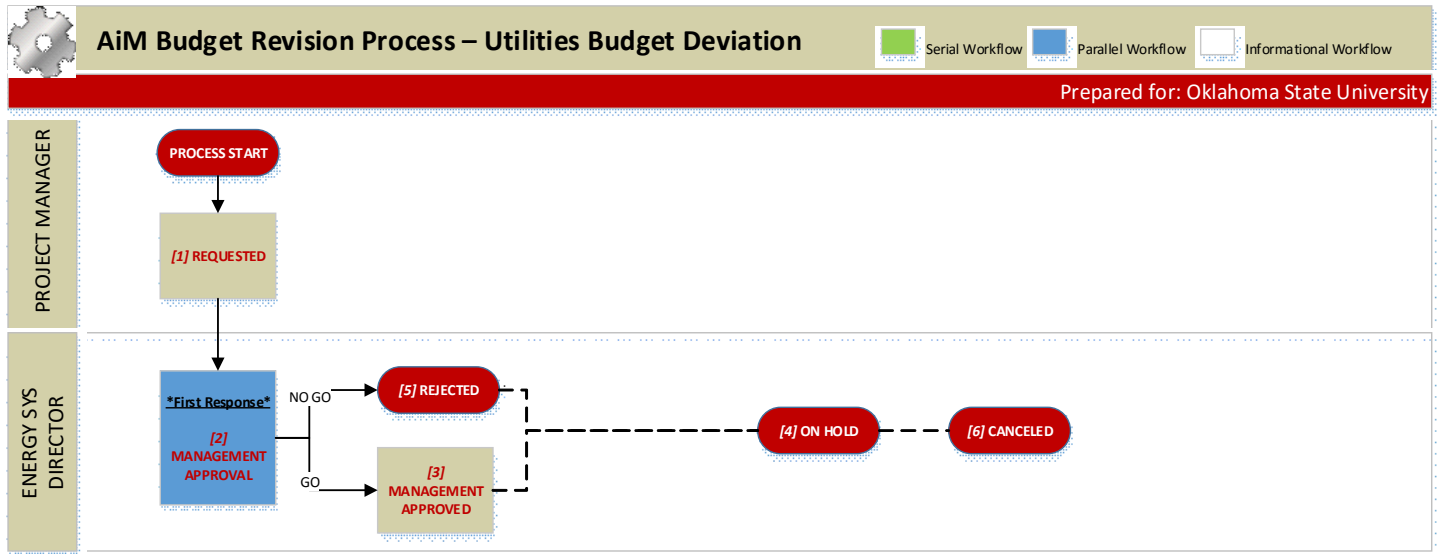 AiM Budget Revision Process – Utilities Budget Deviation
Serial Workflow
Parallel Workflow
Informational Workflow
Prepared for: Oklahoma State University
PROJECT MANAGER
PROCESS START
[1] REQUESTED
ENERGY SYS
DIRECTOR
*First Response*
[2]
MANAGEMENT
APPROVAL
NO GO
GO
[5] REJECTED
[3]
MANAGEMENT
APPROVED
[4] ON HOLD
[6] CANCELED